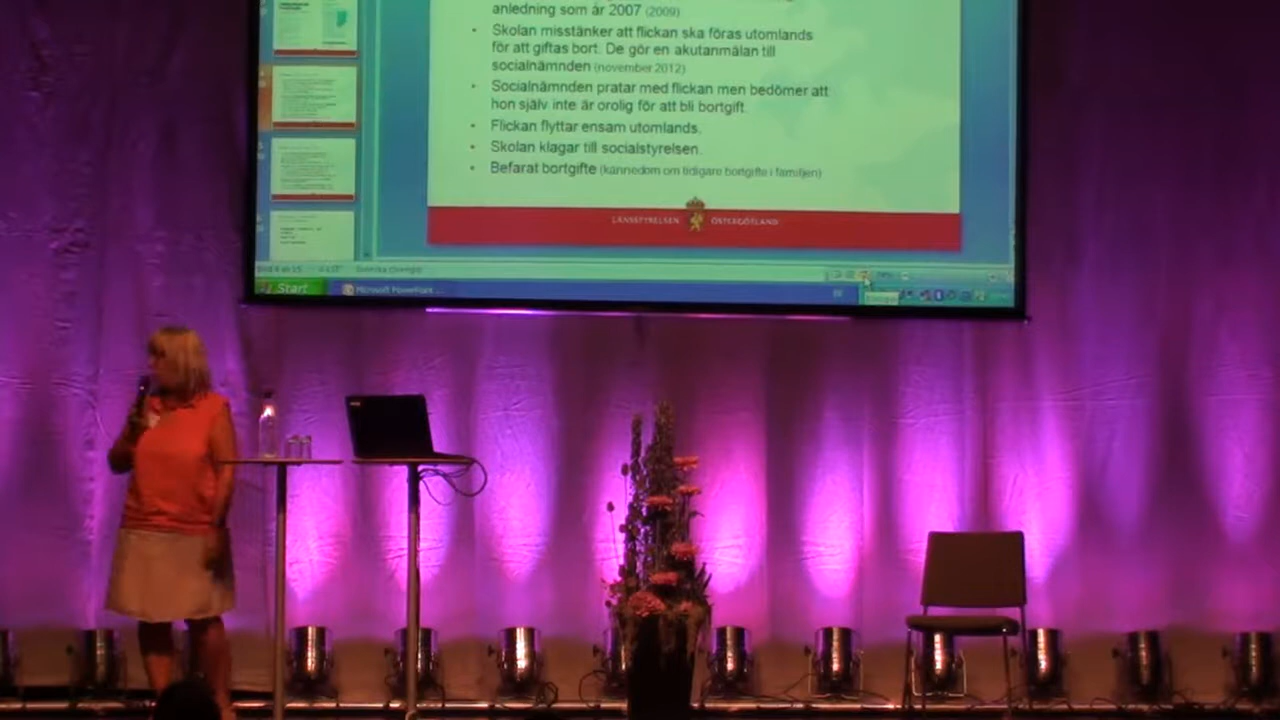 anledning som år 2007 (2009)
• Skolan misstänker att flickan ska föras utomlands
för att giftas bort. De gör en akutanmälan till
socialnämnden (november 2012)
• Socialnämnden pratar med flickan men bedömer att
hon själv inte är orolig för att bli bortgift.
• Flickan flyttar ensam utomlands.
• Skolan klagar till socialstyrelsen.
• Befarat bortgifte (kännedom om tidigare bortgifte i familjen)
LÄNSSTYRELSEN ÖSTERGÖTLAND
Start Microsoft PowerPoint ...